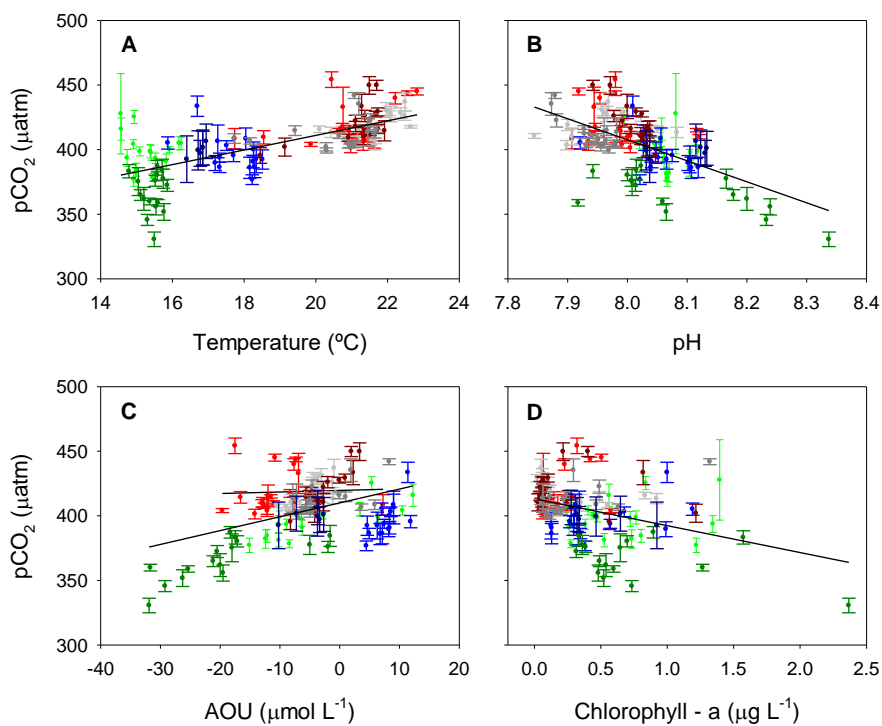 500
A
B
450
400
350
300
pCO₂ (µatm)
14 16 18 20 22 24
7.8 7.9 8.0 8.1 8.2 8.3 8.4
Temperature (ºC)
pH
500
C
D
450
400
350
300
pCO₂ (µatm)
-40 -30 -20 -10 0 10 20
0.0 0.5 1.0 1.5 2.0 2.5
AOU (µmol L⁻¹)
Chlorophyll - a (µg L⁻¹)